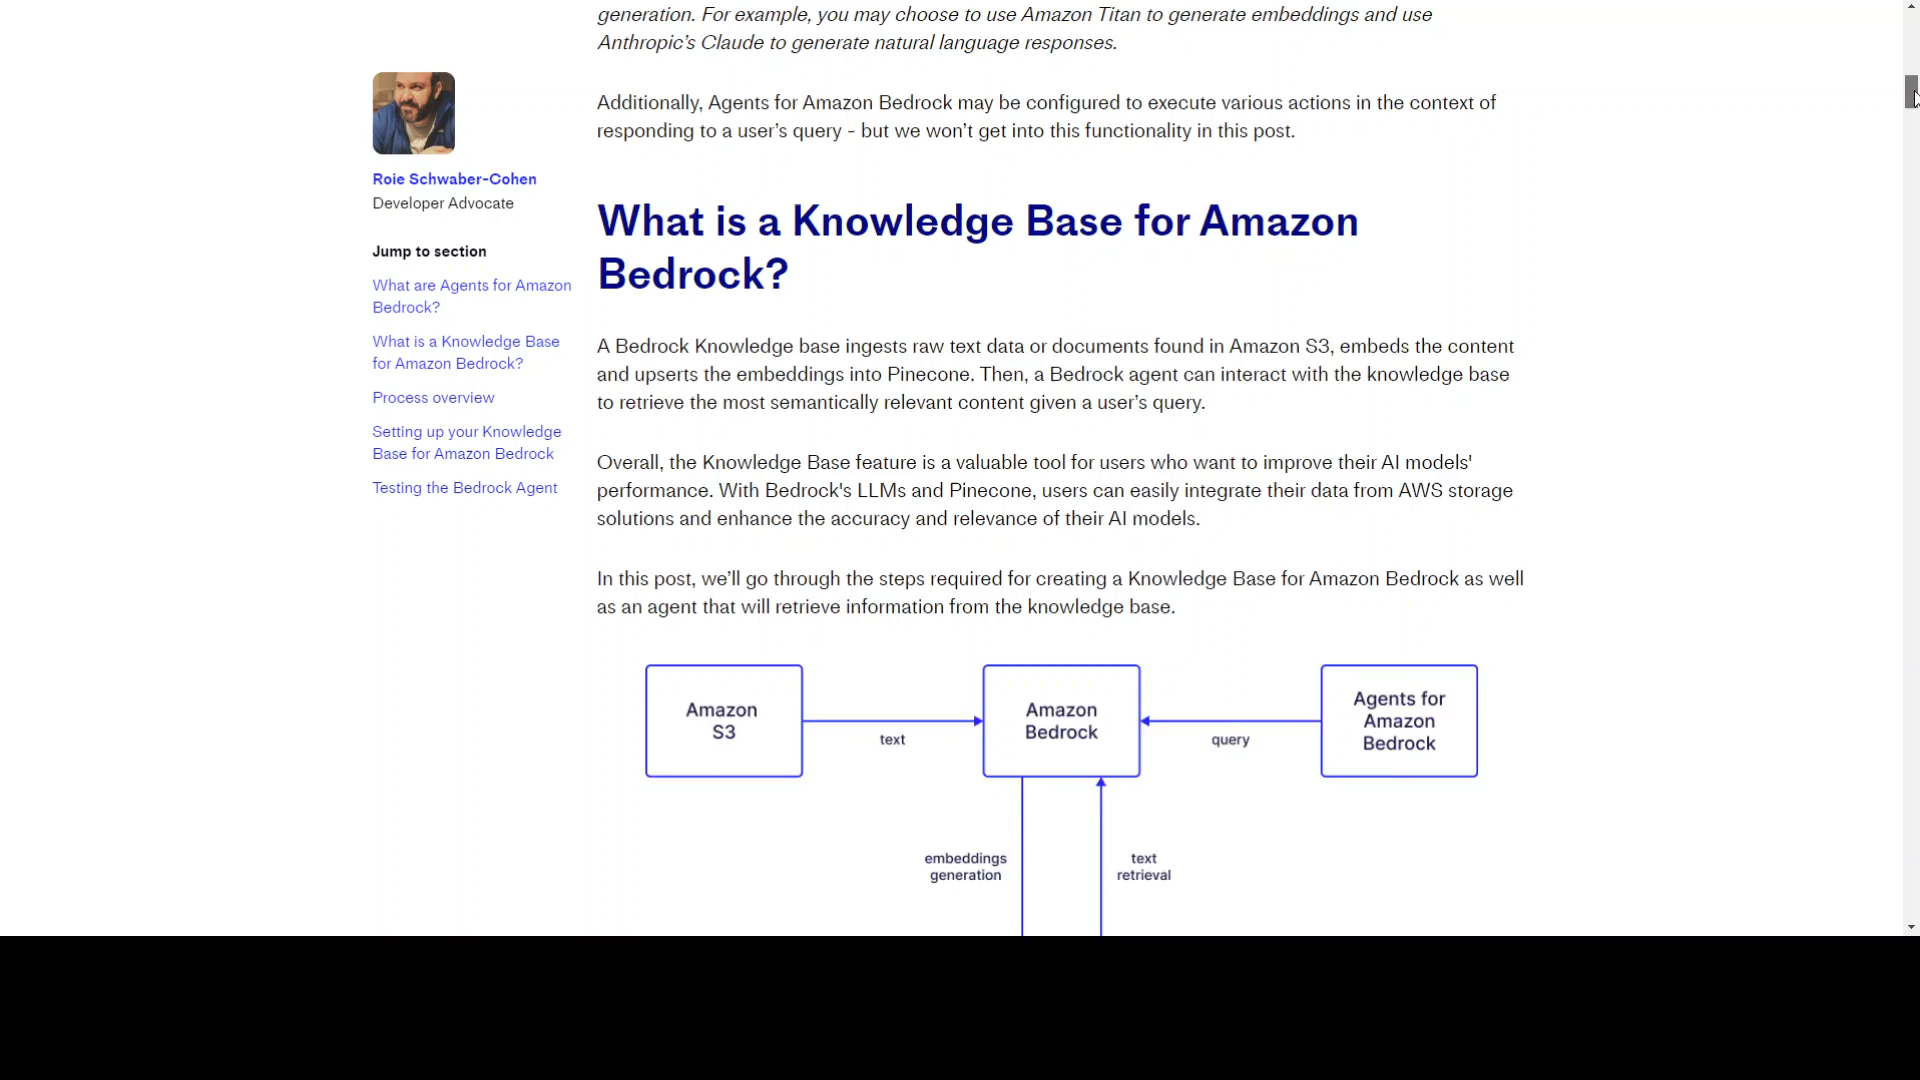 generation. For example, you may choose to use Amazon Titan to generate embeddings and use
Anthropic’s Claude to generate natural language responses.
Additionally, Agents for Amazon Bedrock may be configured to execute various actions in the context of
responding to a user’s query - but we won’t get into this functionality in this post.
Roie Schwaber-Cohen
Developer Advocate
Jump to section
What are Agents for Amazon
Bedrock?
What is a Knowledge Base
for Amazon Bedrock?
Process overview
Setting up your Knowledge
Base for Amazon Bedrock
Testing the Bedrock Agent
What is a Knowledge Base for Amazon
Bedrock?
A Bedrock Knowledge base ingests raw text data or documents found in Amazon S3, embeds the content
and upserts the embeddings into Pinecone. Then, a Bedrock agent can interact with the knowledge base
to retrieve the most semantically relevant content given a user’s query.
Overall, the Knowledge Base feature is a valuable tool for users who want to improve their AI models'
performance. With Bedrock's LLMs and Pinecone, users can easily integrate their data from AWS storage
solutions and enhance the accuracy and relevance of their AI models.
In this post, we’ll go through the steps required for creating a Knowledge Base for Amazon Bedrock as well
as an agent that will retrieve information from the knowledge base.
Amazon
S3
text
Amazon
Bedrock
query
Agents for
Amazon
Bedrock
embeddings
generation
text
retrieval